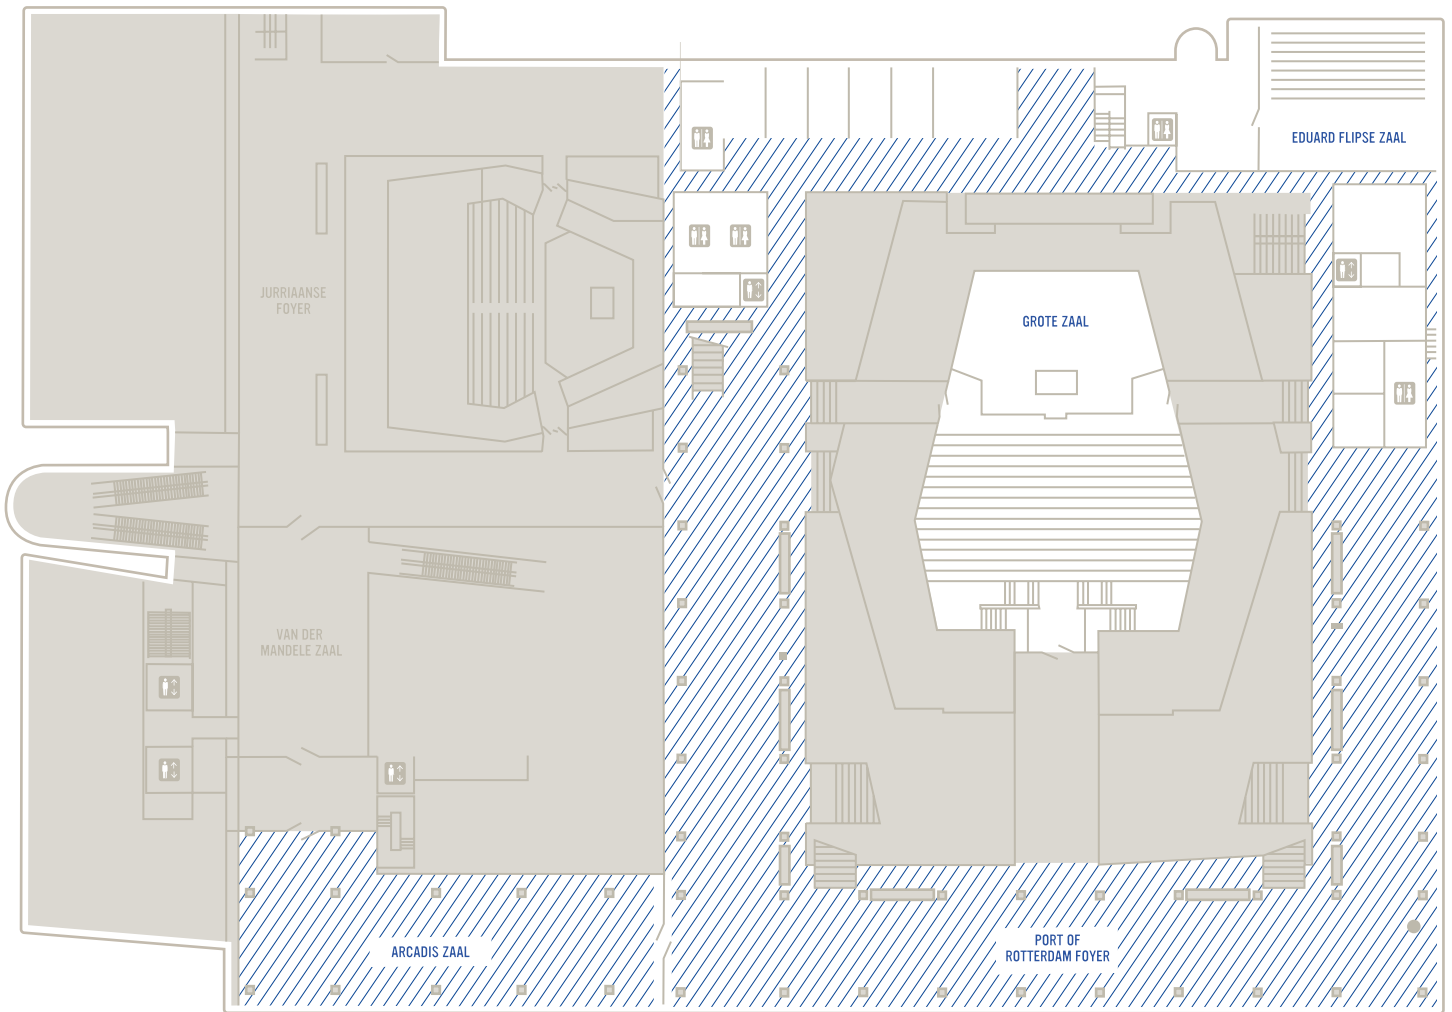 EDUARD FLIPSE ZAAL
JURRIAANSE
FOYER
GROTE ZAAL
VAN DER
MANDELE ZAAL
ARCADIS ZAAL
PORT OF
ROTTERDAM FOYER